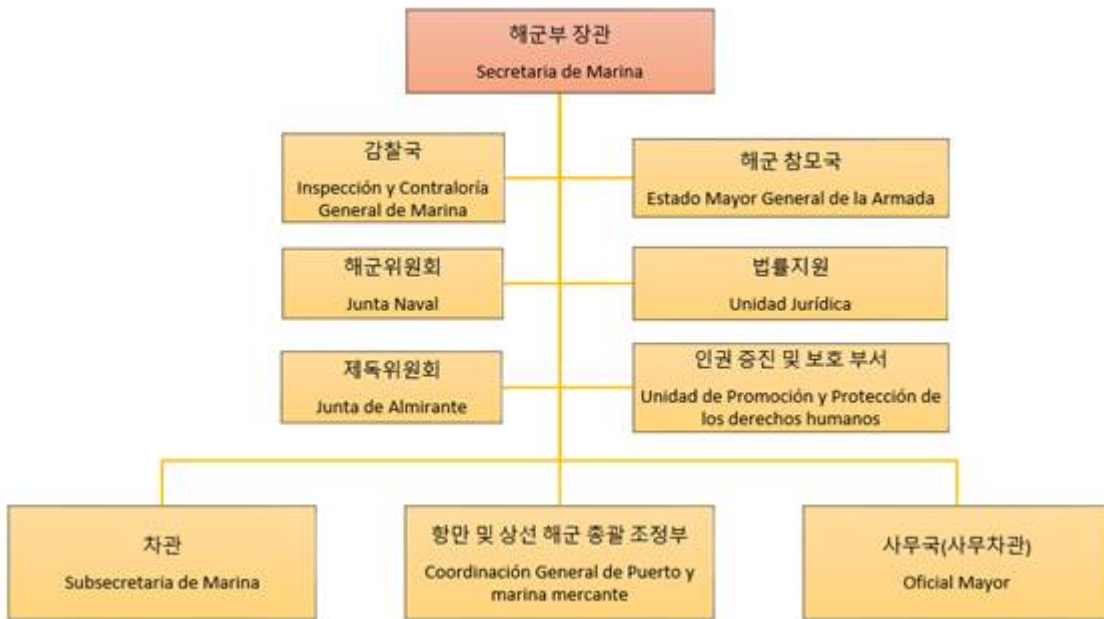 해군부 장관
Secretaria de Marina
감찰국
Inspección y Contraloría
General de Marina
해군 참모국
Estado Mayor General de la Armada
해군위원회
Junta Naval
법률지원
Unidad Jurídica
제독위원회
Junta de Almirante
인권 증진 및 보호 부서
Unidad de Promoción y Protección de
los derechos humanos
차관
Subsecretaria de Marina
항만 및 상선 해군 총괄 조정부
Coordinación General de Puerto y
marina mercante
사무국(사무차관)
Oficial Mayor